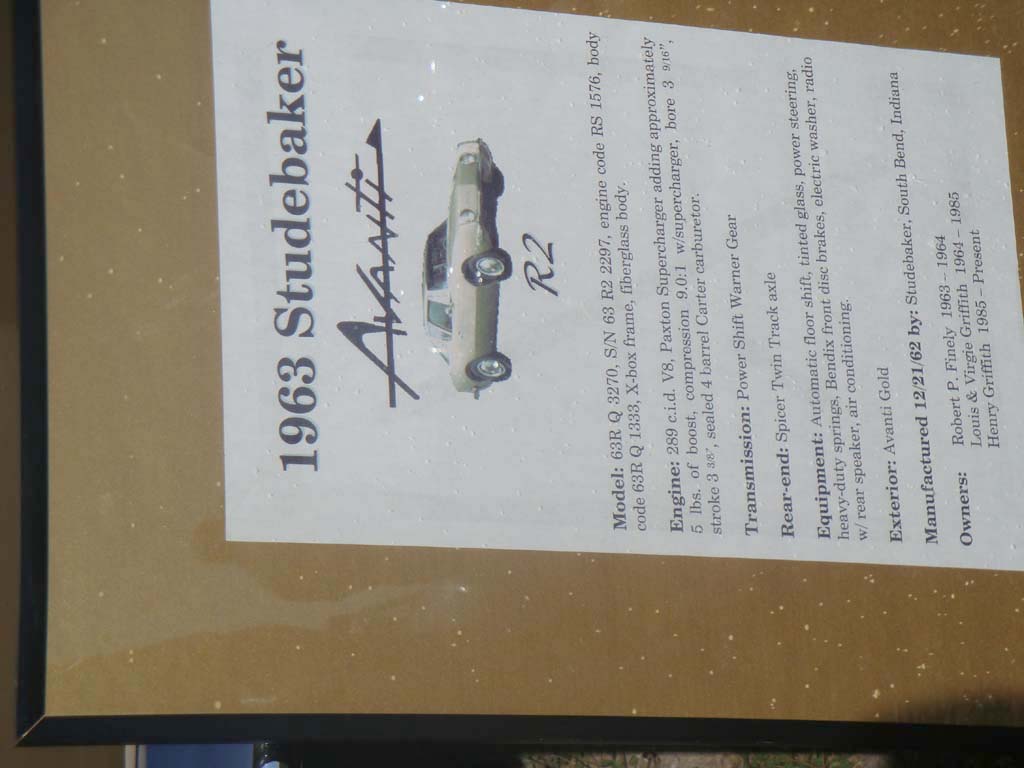 1963 Studebaker
Avanti
R2
Model: 63R Q 3270, S/N 63 R2 2297, engine code RS 1576, body
code 63R Q 1333, X-box frame, fiberglass body.
Engine: 289 c.i.d. V8, Paxton Supercharger adding approximately
5 lbs. of boost, compression 9.0:1 w/supercharger, bore 3 9/16",
stroke 3 3/8", sealed 4 barrel Carter carburetor.
Transmission: Power Shift Warner Gear
Rear-end: Spicer Twin Track axle
Equipment: Automatic floor shift, tinted glass, power steering,
heavy-duty springs, Bendix front disc brakes, electric washer, radio
w/rear speaker, air conditioning.
Exterior: Avanti Gold
Manufactured 12/21/62 by: Studebaker, South Bend, Indiana
Owners: Robert P. Finely 1963 – 1964
Louis & Virgie Griffith 1964 – 1985
Henry Griffith 1985 – Present